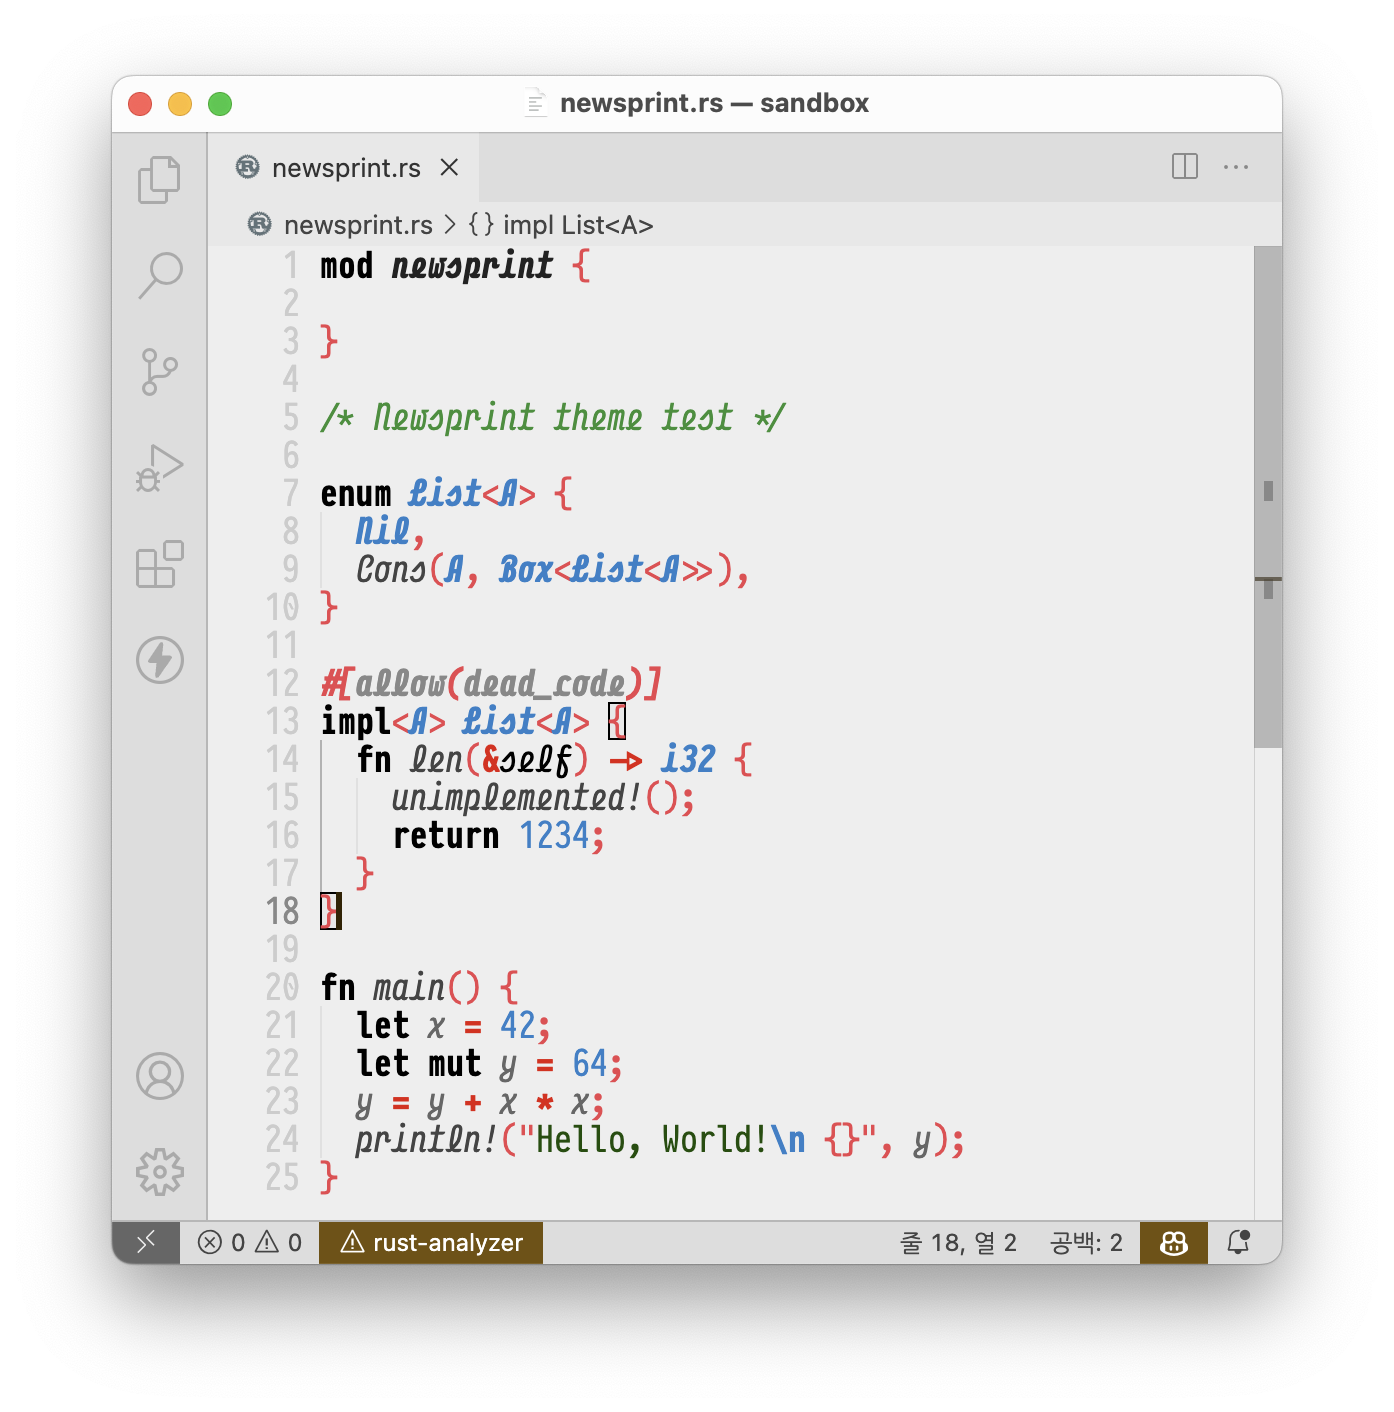 newsprint.rs — sandbox
newsprint.rs
newsprint.rs > {} impl List<A>
1 mod newsprint {
2
3 }
4
5 /* Newsprint theme test */
6
7 enum List<A> {
8   Nil,
9   Cons(A, Box<List<A>>),
10 }
11
12 #[allow(dead_code)]
13 impl<A> List<A> {
14   fn len(&self) -> i32 {
15     unimplemented!();
16     return 1234;
17   }
18 }
19
20 fn main() {
21   let x = 42;
22   let mut y = 64;
23   y = y + x * x;
24   println!("Hello, World!\n {}", y);
25 }
0 0 rust-analyzer 줄 18, 열 2 공백: 2